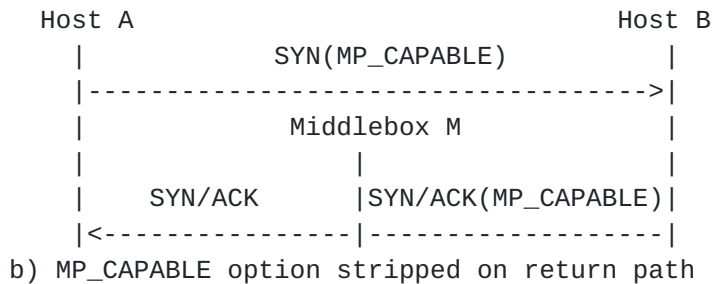 Host A                               Host B
SYN(MP_CAPABLE)
Middlebox M
SYN/ACK        |SYN/ACK(MP_CAPABLE)|
b) MP_CAPABLE option stripped on return path